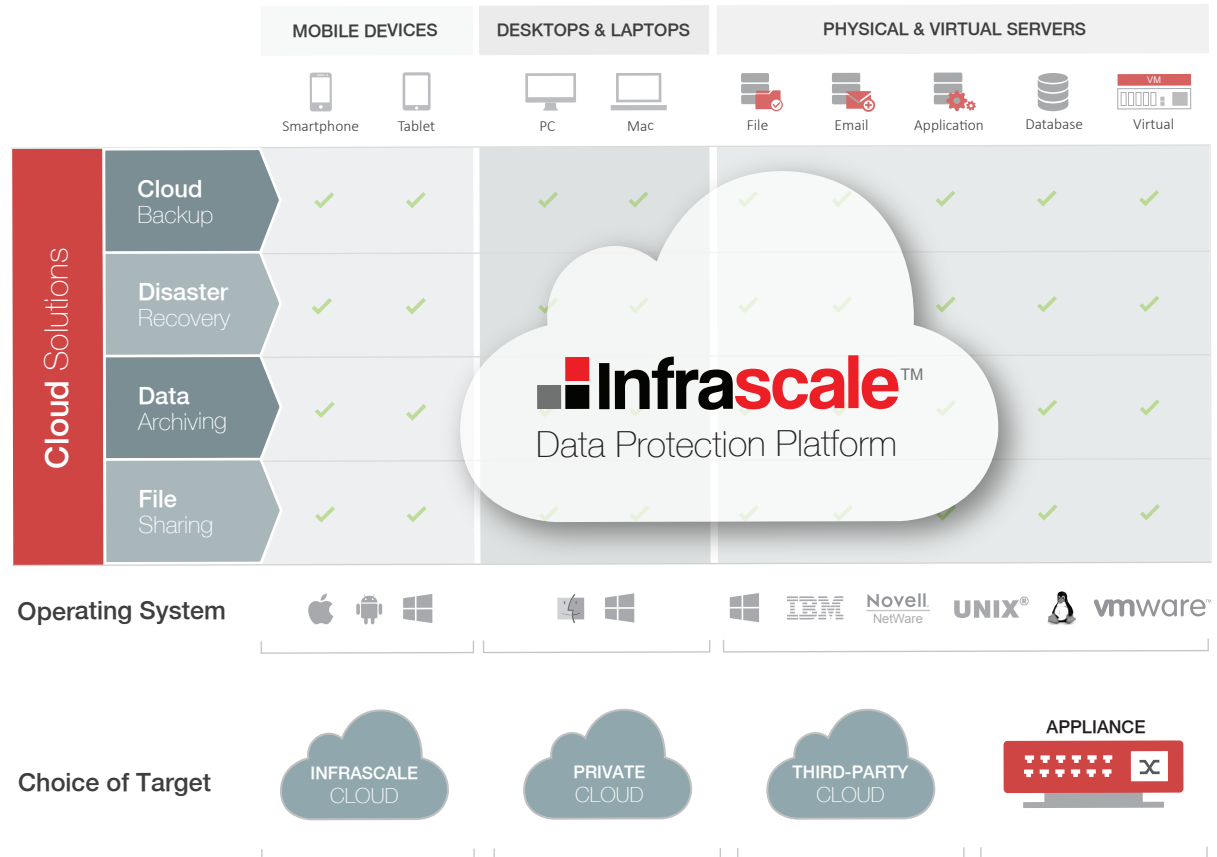 MOBILE DEVICES
DESKTOPS & LAPTOPS
PHYSICAL & VIRTUAL SERVERS
VM
Smartphone
Tablet
PC
Mac
File
Email
Application
Database
Virtual
Cloud Solutions
Cloud
Backup
Disaster
Recovery
Data
Archiving
File
Sharing
Infrascale™
Data Protection Platform
Operating System
IBM
Novell.
NetWare
UNIX®
vmware™
Choice of Target
INFRASCALE
CLOUD
PRIVATE
CLOUD
THIRD-PARTY
CLOUD
APPLIANCE